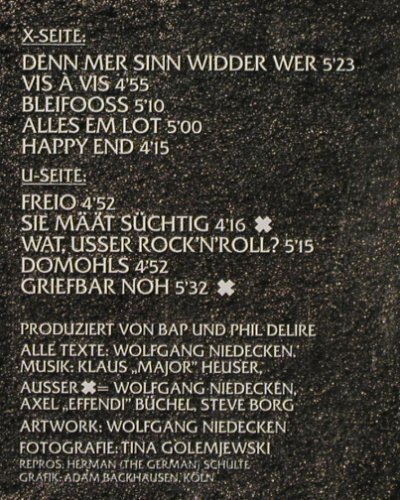 X-SEITE:
DENN MER SINN WIDDER WER 5'23
VIS À VIS 4'55
BLEIFOOSS 5'10
ALLES EM LOT 5'00
HAPPY END 4'15
U-SEITE:
FREIO 4'52
SIE MÄÄT SÜCHTIG 4'16 ✖
WAT, USSER ROCK'N'ROLL? 5'15
DOMOHLS 4'52
GRIEFBAR NOH 5'32 ✖
PRODUZIERT VON BAP UND PHIL DELIRE
ALLE TEXTE: WOLFGANG NIEDECKEN,
MUSIK: KLAUS „MAJOR” HEUSER,
AUSSER ✖= WOLFGANG NIEDECKEN,
AXEL „EFFENDI” BÜCHEL, STEVE BORG
ARTWORK: WOLFGANG NIEDECKEN
FOTOGRAFIE: TINA GOLEMJEWSKI
REPROS: HERMAN (THE GERMAN) SCHULTE
GRAFIK: ADAM BACKHAUSEN, KÖLN